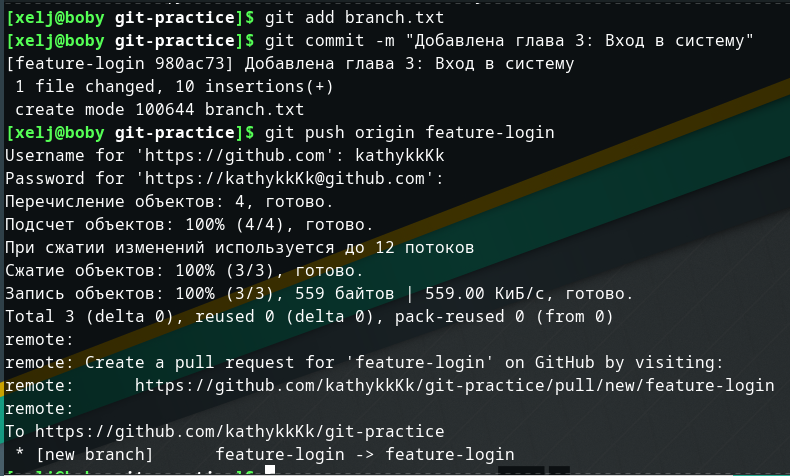 [xelj@boby git-practice]$ git add branch.txt
[xelj@boby git-practice]$ git commit -m "Добавлена глава 3: Вход в систему"
[feature-login 980ac73] Добавлена глава 3: Вход в систему
 1 file changed, 10 insertions(+)
 create mode 100644 branch.txt
[xelj@boby git-practice]$ git push origin feature-login
Username for 'https://github.com': kathykkKk
Password for 'https://kathykkKk@github.com':
Перечисление объектов: 4, готово.
Подсчет объектов: 100% (4/4), готово.
При сжатии изменений используется до 12 потоков
Сжатие объектов: 100% (3/3), готово.
Запись объектов: 100% (3/3), 559 байтов | 559.00 КиБ/с, готово.
Total 3 (delta 0), reused 0 (delta 0), pack-reused 0 (from 0)
remote:
remote: Create a pull request for 'feature-login' on GitHub by visiting:
remote:      https://github.com/kathykkKk/git-practice/pull/new/feature-login
remote:
To https://github.com/kathykkKk/git-practice
 * [new branch]      feature-login -> feature-login